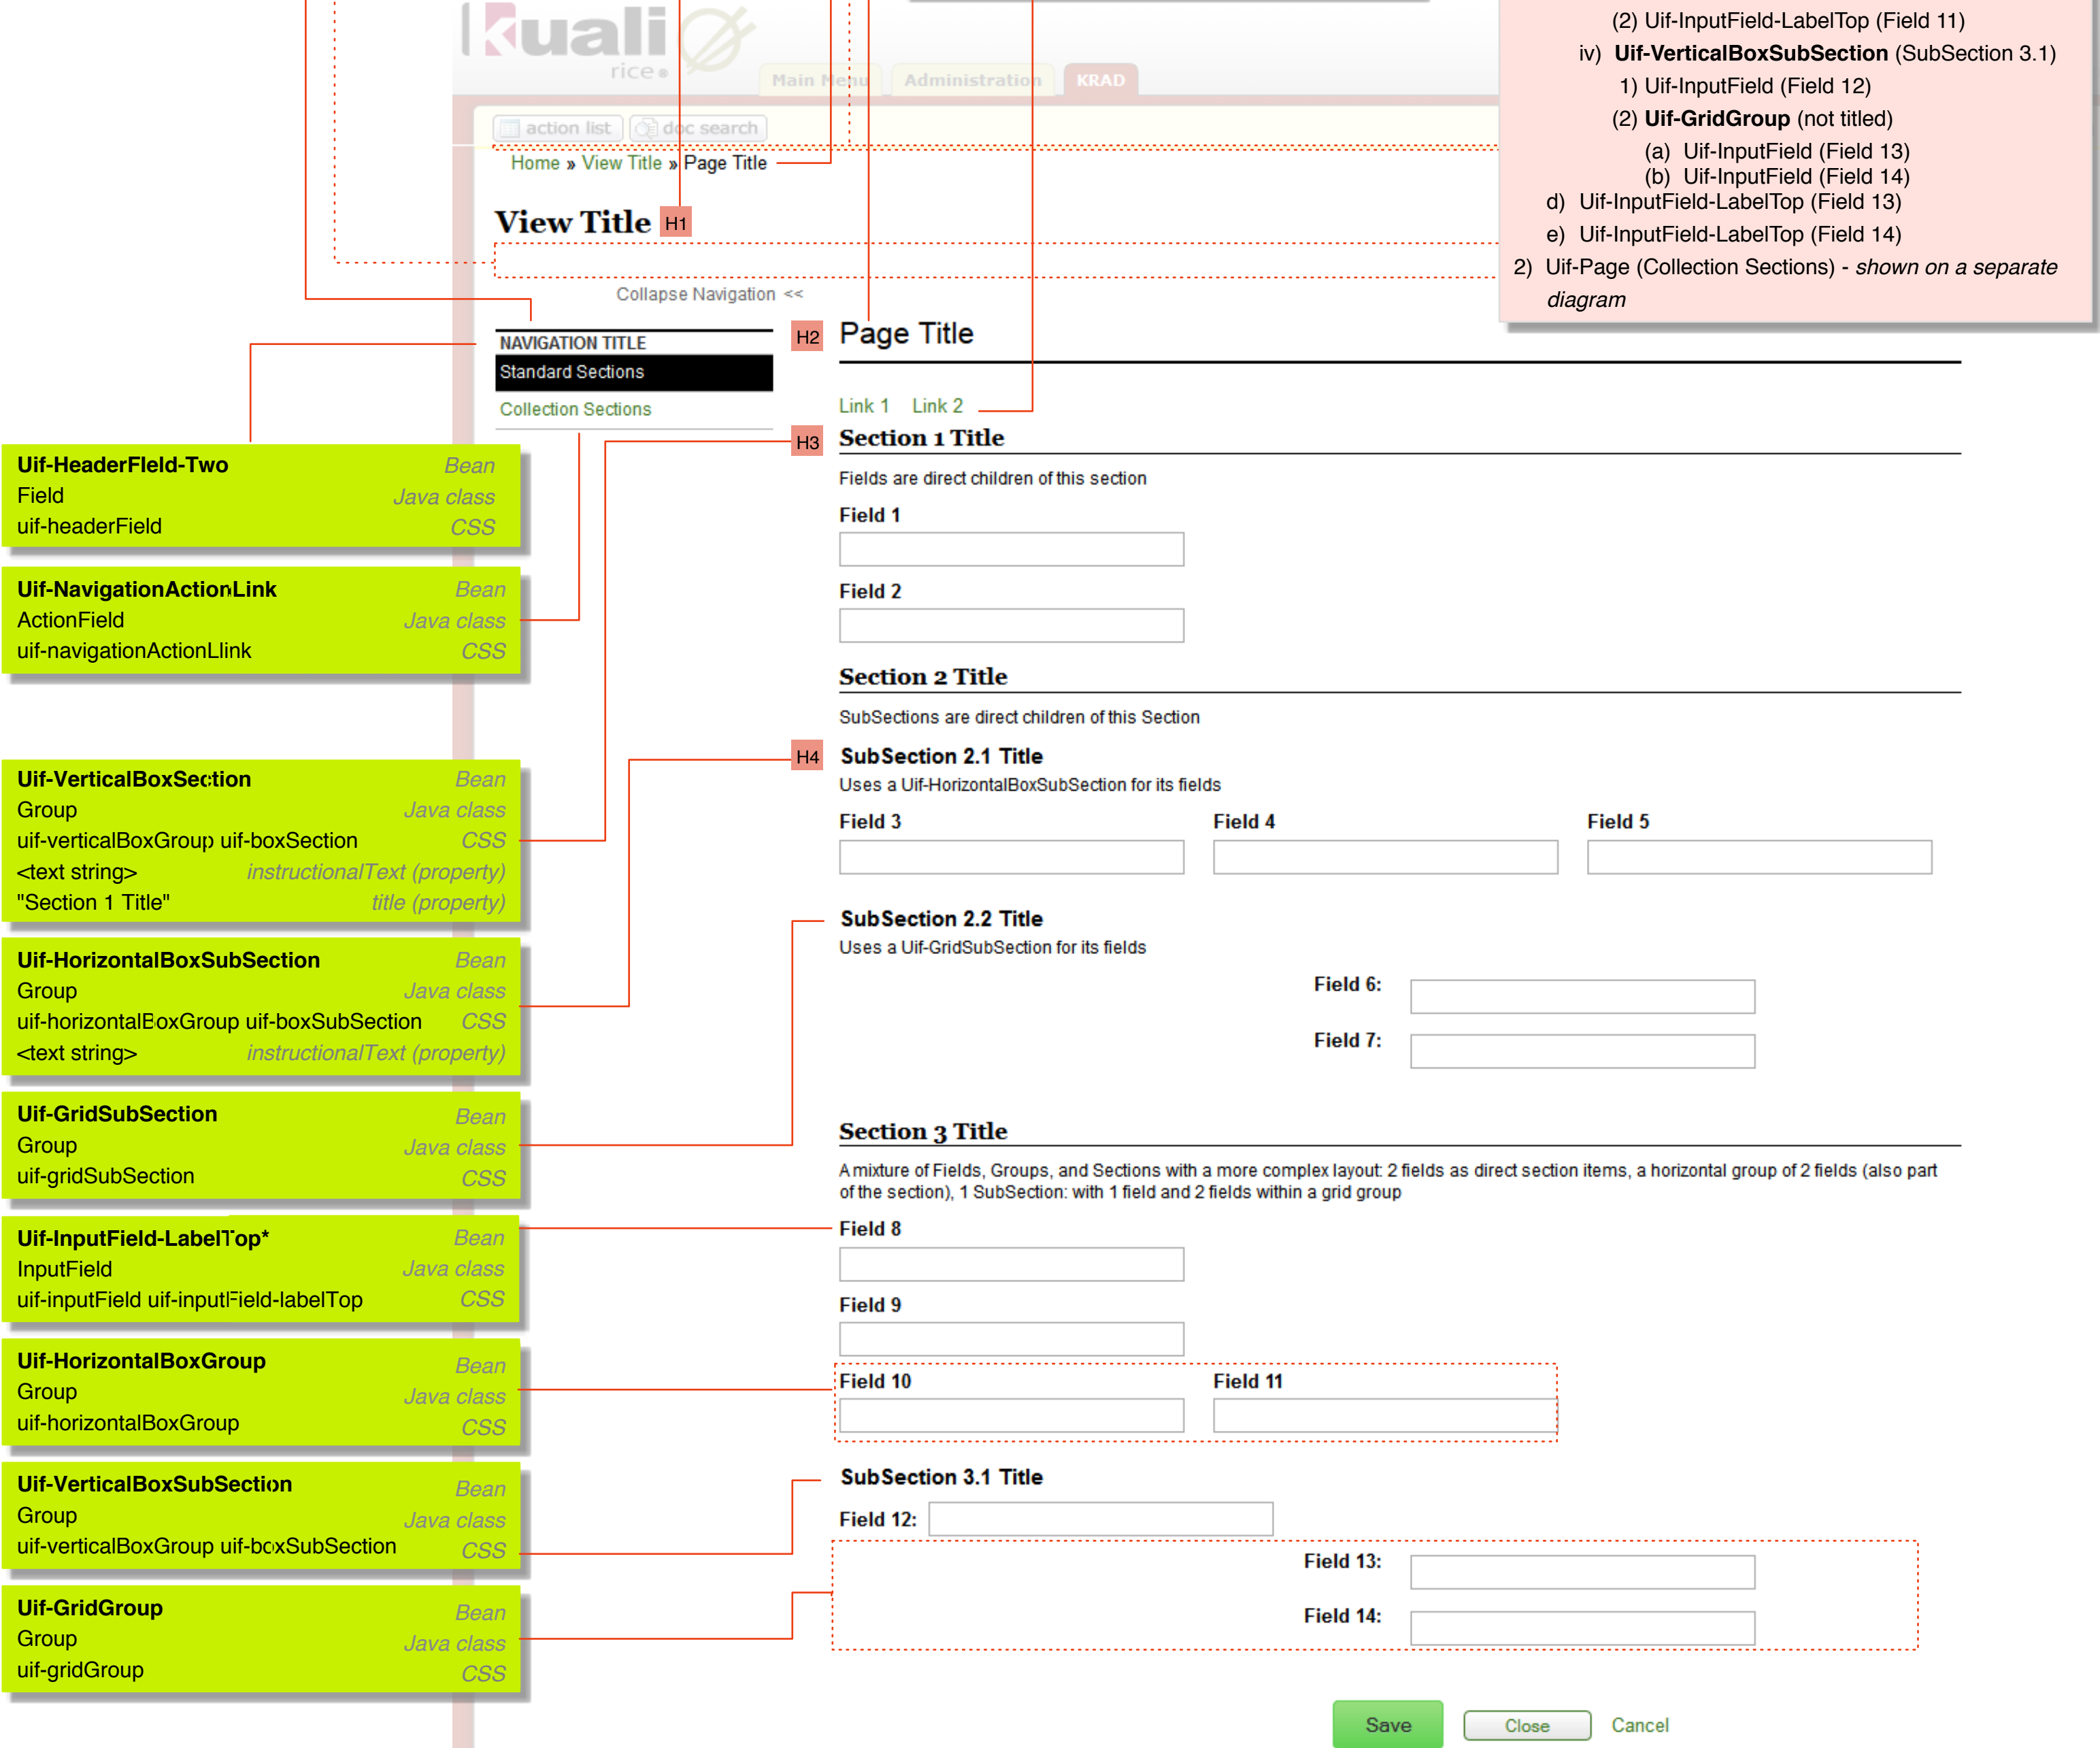 Kuali
rice
Main Menu Administration KRAD
action list doc search
Home » View Title » Page Title
View Title H1
Collapse Navigation <<
(2) Uif-InputField-LabelTop (Field 11)
iv) Uif-VerticalBoxSubSection (SubSection 3.1)
1) Uif-InputField (Field 12)
(2) Uif-GridGroup (not titled)
(a) Uif-InputField (Field 13)
(b) Uif-InputField (Field 14)
d) Uif-InputField-LabelTop (Field 13)
e) Uif-InputField-LabelTop (Field 14)
2) Uif-Page (Collection Sections) - shown on a separate
diagram
NAVIGATION TITLE
Standard Sections
Collection Sections
Uif-HeaderFIeld-Two Bean
Field Java class
uif-headerField CSS
Uif-NavigationActionLink Bean
ActionField Java class
uif-navigationActionLlink CSS
Uif-VerticalBoxSection Bean
Group Java class
uif-verticalBoxGroup uif-boxSection CSS
<text string> instructionalText (property)
"Section 1 Title" title (property)
Uif-HorizontalBoxSubSection Bean
Group Java class
uif-horizontalBoxGroup uif-boxSubSection CSS
<text string> instructionalText (property)
Uif-GridSubSection Bean
Group Java class
uif-gridSubSection CSS
Uif-InputField-LabelTop* Bean
InputField Java class
uif-inputField uif-inputField-labelTop CSS
Uif-HorizontalBoxGroup Bean
Group Java class
uif-horizontalBoxGroup CSS
Uif-VerticalBoxSubSection Bean
Group Java class
uif-verticalBoxGroup uif-boxSubSection CSS
Uif-GridGroup Bean
Group Java class
uif-gridGroup CSS
H2 Page Title
Link 1 Link 2
H3 Section 1 Title
Fields are direct children of this section
Field 1
Field 2
Section 2 Title
SubSections are direct children of this Section
H4 SubSection 2.1 Title
Uses a Uif-HorizontalBoxSubSection for its fields
Field 3 Field 4 Field 5
SubSection 2.2 Title
Uses a Uif-GridSubSection for its fields
Field 6:
Field 7:
Section 3 Title
A mixture of Fields, Groups, and Sections with a more complex layout: 2 fields as direct section items, a horizontal group of 2 fields (also part
of the section), 1 SubSection: with 1 field and 2 fields within a grid group
Field 8
Field 9
Field 10 Field 11
SubSection 3.1 Title
Field 12:
Field 13:
Field 14:
Save Close Cancel